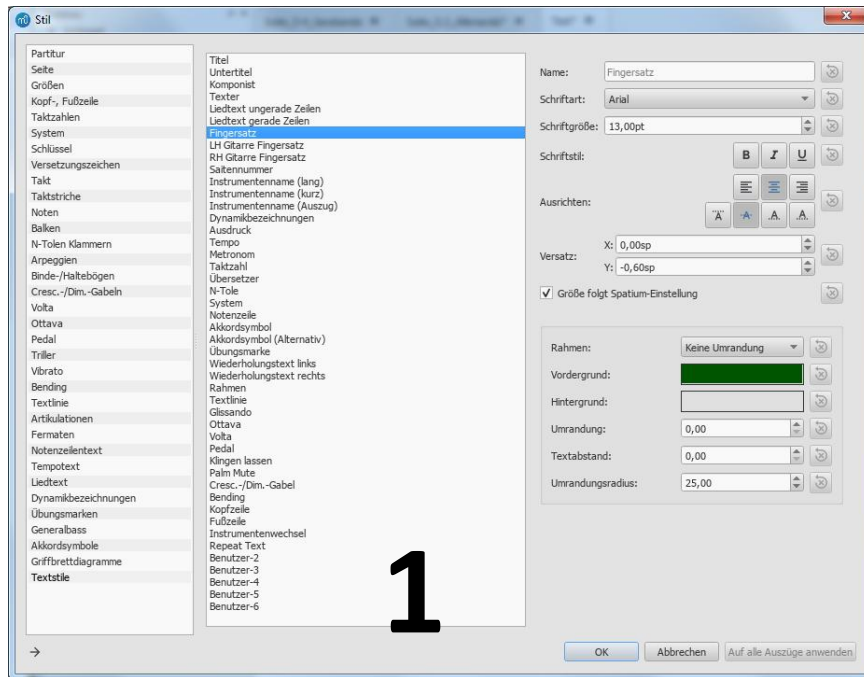 Stil
Partitur
Seite
Größen
Kopf-, Fußzeile
Taktzahlen
System
Schlüssel
Versetzungszeichen
Takt
Taktstriche
Noten
Balken
N-Tolen Klammern
Arpeggien
Binde-/Haltebögen
Cresc.-/Dim.-Gabeln
Volta
Ottava
Pedal
Triller
Vibrato
Bending
Textlinie
Artikulationen
Fermaten
Notenzeilentext
Tempotext
Liedtext
Dynamikbezeichnungen
Übungsmarken
Generalbass
Akkordsymbole
Griffbrettdiagramme
Textstile
Titel
Untertitel
Komponist
Texter
Liedtext ungerade Zeilen
Liedtext gerade Zeilen
Fingersatz
LH Gitarre Fingersatz
RH Gitarre Fingersatz
Saitennummer
Instrumentenname (lang)
Instrumentenname (kurz)
Instrumentenname (Auszug)
Dynamikbezeichnungen
Ausdruck
Tempo
Metronom
Taktzahl
Übersetzer
N-Tole
System
Notenzeile
Akkordsymbol
Akkordsymbol (Alternativ)
Übungsmarke
Wiederholungstext links
Wiederholungstext rechts
Rahmen
Textlinie
Glissando
Ottava
Volta
Pedal
Klingen lassen
Palm Mute
Cresc.-/Dim.-Gabel
Bending
Kopfzeile
Fußzeile
Instrumentenwechsel
Repeat Text
Benutzer-2
Benutzer-3
Benutzer-4
Benutzer-5
Benutzer-6
1
Name: Fingersatz
Schriftart: Arial
Schriftgröße: 13,00pt
Schriftstil: B I U
Ausrichten:
A A A A
Versatz: X: 0,00sp
Y: -0,60sp
Größe folgt Spatium-Einstellung
Rahmen: Keine Umrandung
Vordergrund:
Hintergrund:
Umrandung: 0,00
Textabstand: 0,00
Umrandungsradius: 25,00
OK Abbrechen Auf alle Auszüge anwenden